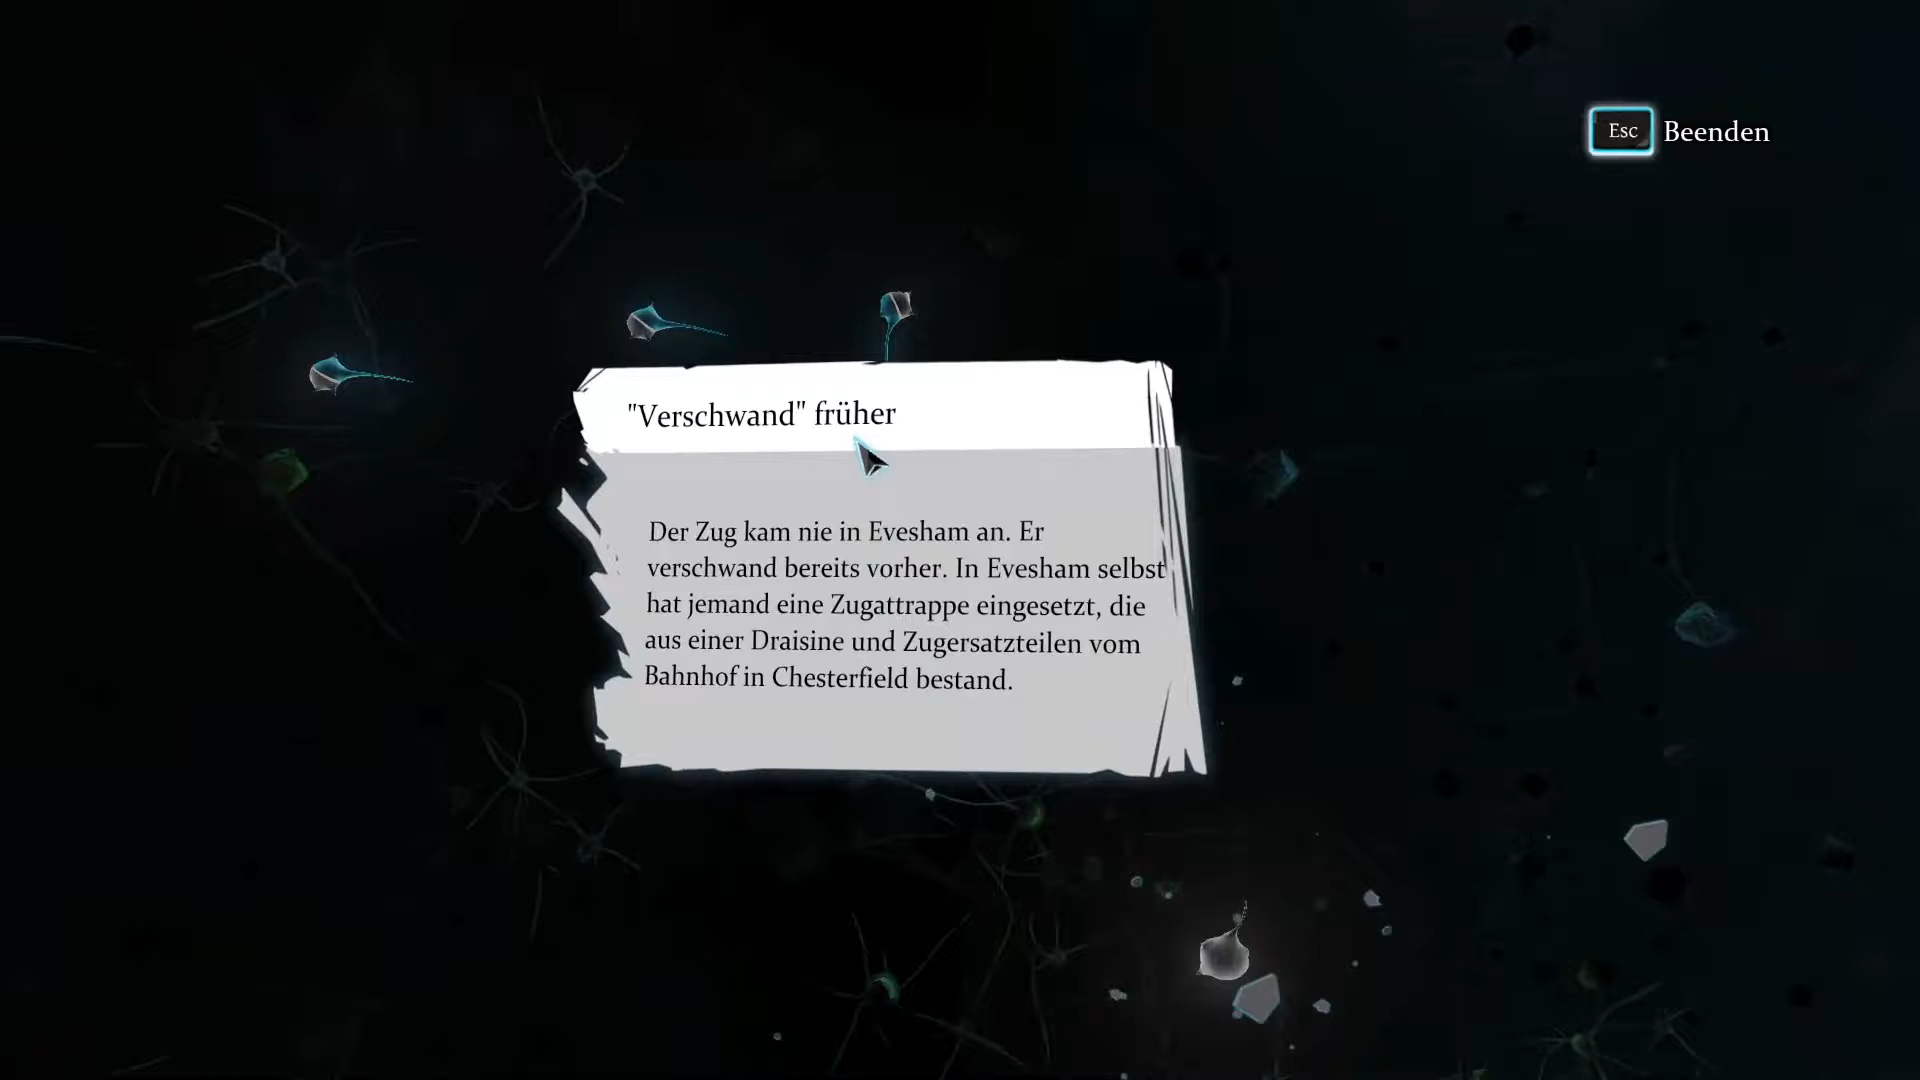 Esc Beenden
"Verschwand" früher
Der Zug kam nie in Evesham an. Er
verschwand bereits vorher. In Evesham selbst
hat jemand eine Zugattrappe eingesetzt, die
aus einer Draisine und Zugersatzteilen vom
Bahnhof in Chesterfield bestand.